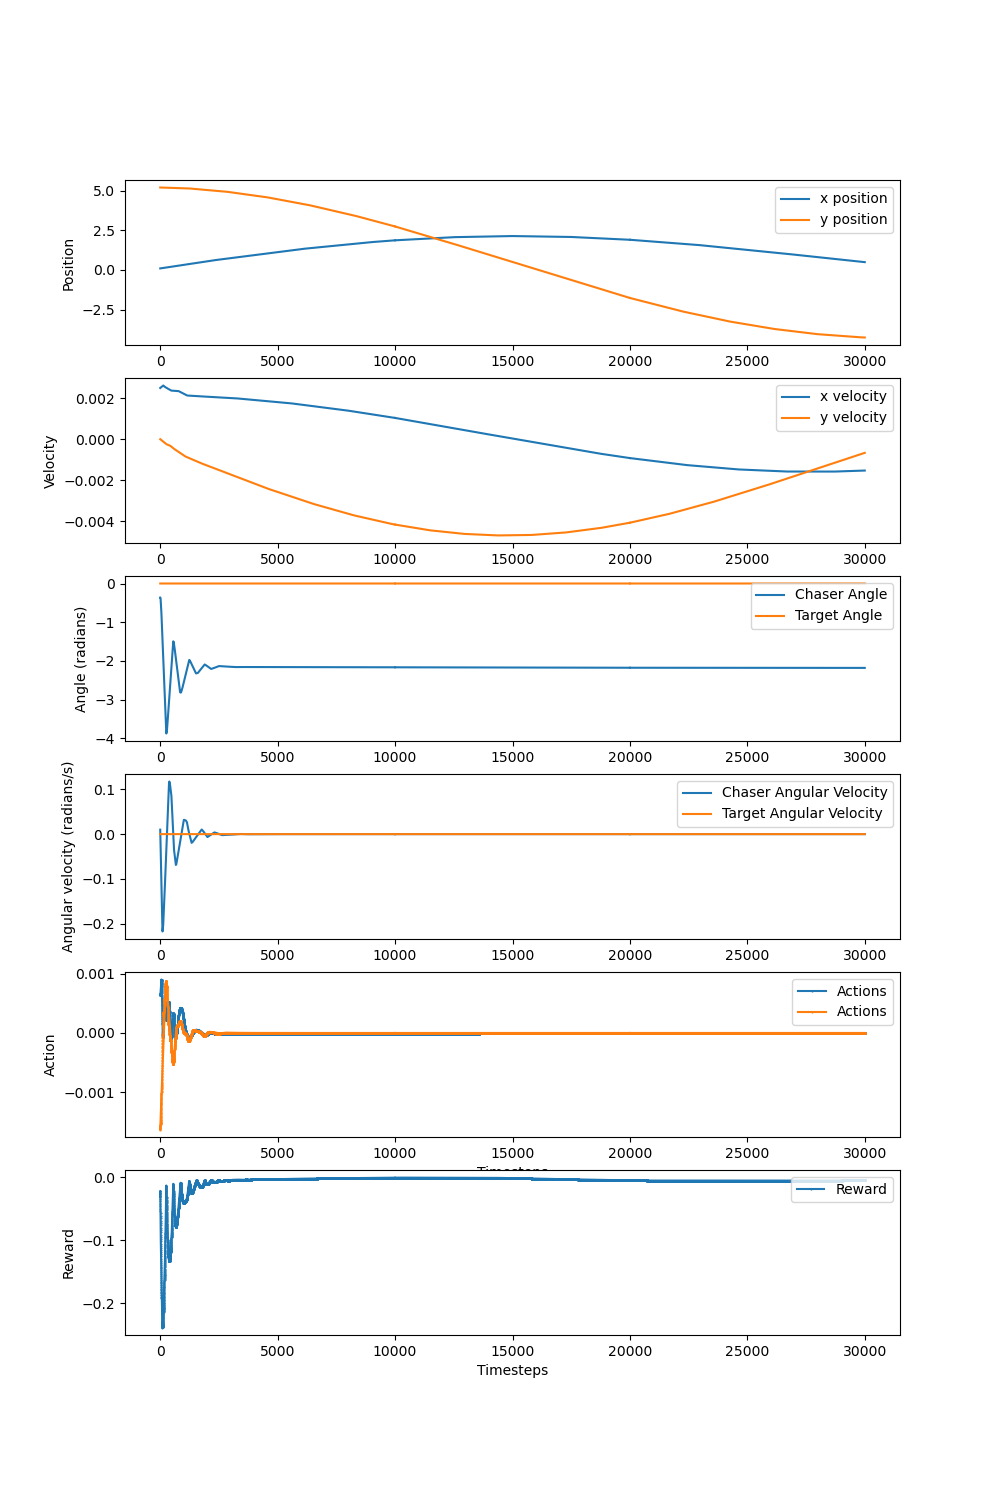 5.0
2.5
0.0
−2.5
Position
x position
y position
0 5000 10000 15000 20000 25000 30000
0.002
0.000
−0.002
−0.004
Velocity
x velocity
y velocity
0 5000 10000 15000 20000 25000 30000
0
−1
−2
−3
−4
Angle (radians)
Chaser Angle
Target Angle
0 5000 10000 15000 20000 25000 30000
0.1
0.0
−0.1
−0.2
Angular velocity (radians/s)
Chaser Angular Velocity
Target Angular Velocity
0 5000 10000 15000 20000 25000 30000
0.001
0.000
−0.001
Action
Actions
Actions
0 5000 10000 15000 20000 25000 30000
Timesteps
0.0
−0.1
−0.2
Reward
Reward
0 5000 10000 15000 20000 25000 30000
Timesteps